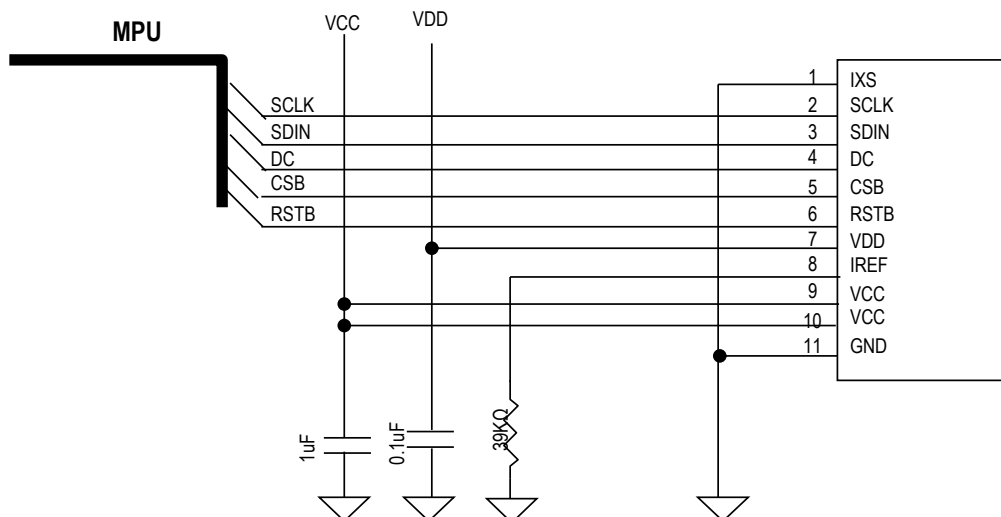 MPU
VCC
VDD
SCLK
SDIN
DC
CSB
RSTB
1 IXS
2 SCLK
3 SDIN
4 DC
5 CSB
6 RSTB
7 VDD
8 IREF
9 VCC
10 VCC
11 GND
1uF
0.1uF
39KΩ